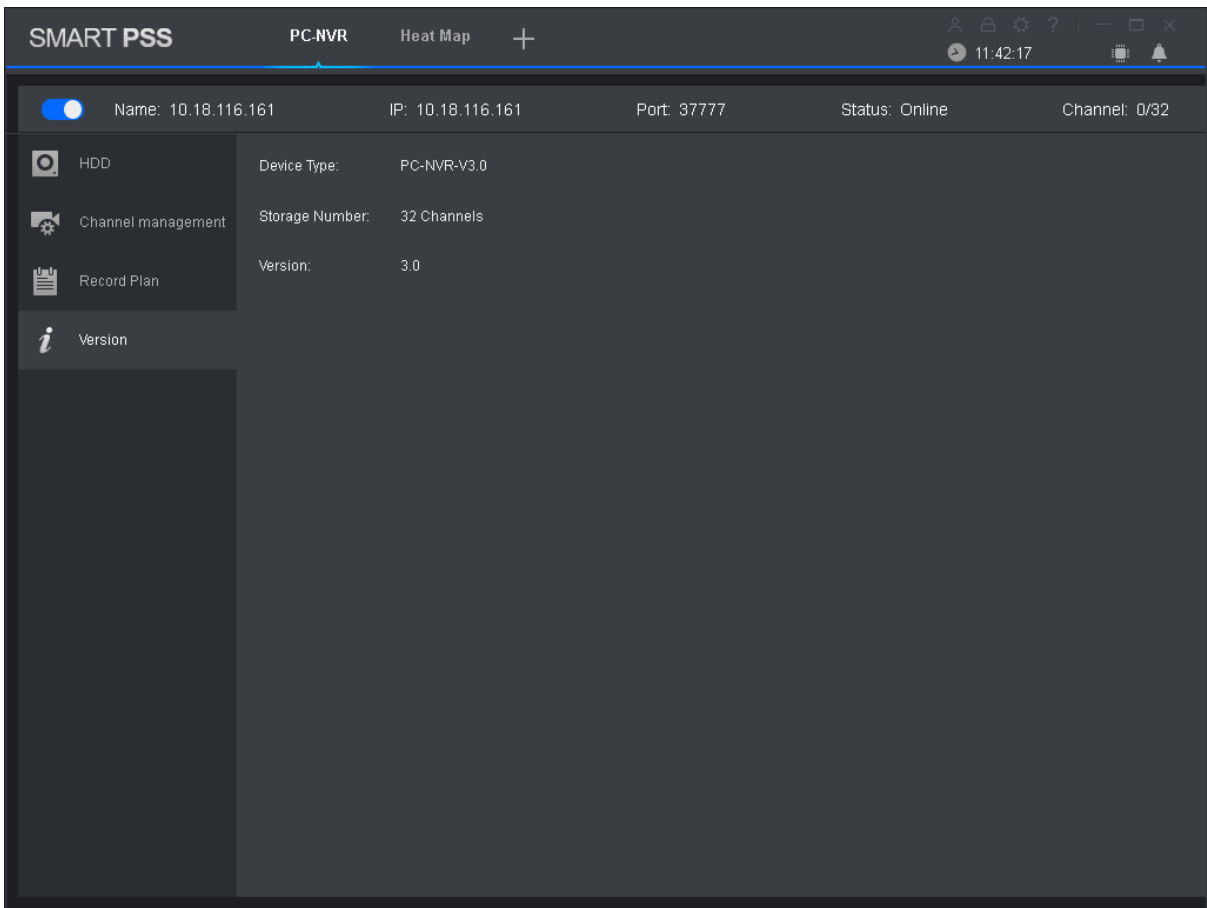 SMART PSS PC-NVR Heat Map
11:42:17
Name: 10.18.116.161 IP: 10.18.116.161 Port: 37777 Status: Online Channel: 0/32
HDD
Channel management
Record Plan
Version
Device Type: PC-NVR-V3.0
Storage Number: 32 Channels
Version: 3.0